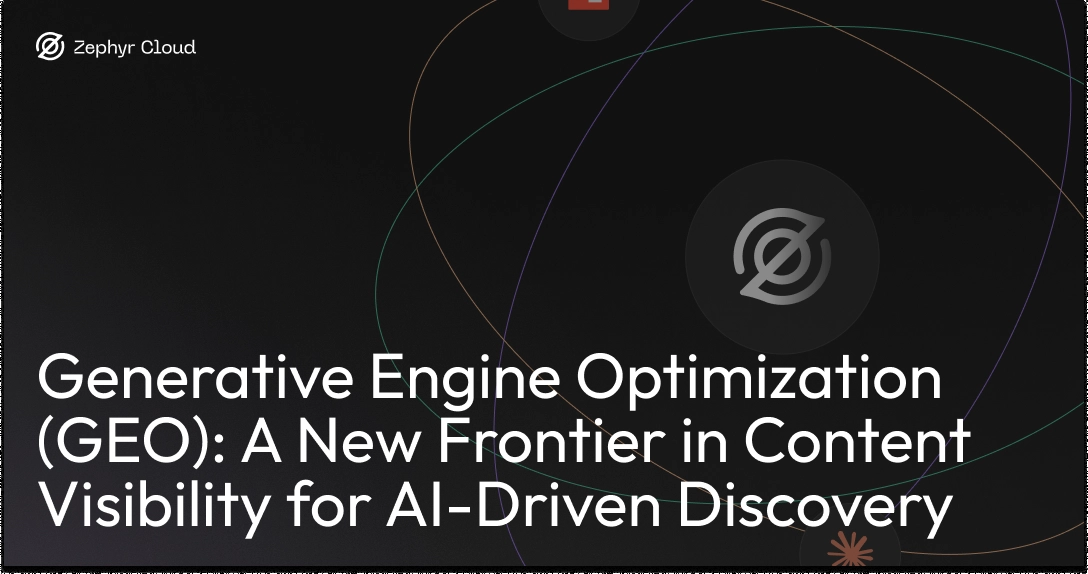 Zephyr Cloud
Generative Engine Optimization
(GEO): A New Frontier in Content
Visibility for AI-Driven Discovery